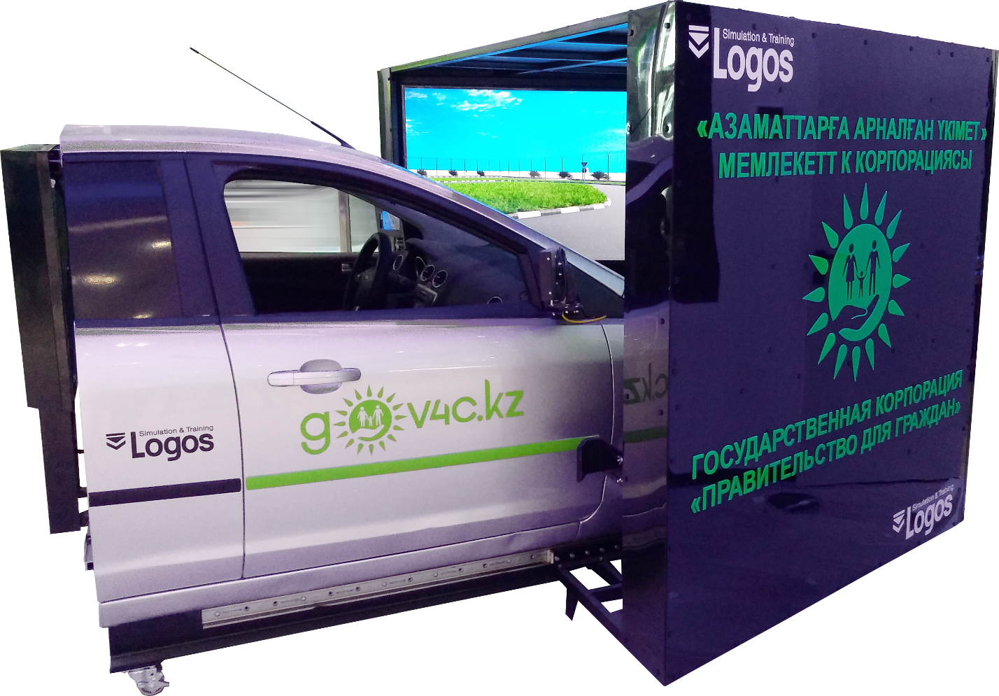 Simulation & Training
Logos
«АЗАМАТТАРҒА АРНАЛҒАН ҮКІМЕТ»
МЕМЛЕКЕТТ К КОРПОРАЦИЯСЫ
ГОСУДАРСТВЕННАЯ КОРПОРАЦИЯ
«ПРАВИТЕЛЬСТВО ДЛЯ ГРАЖДАН»
Simulation & Training
Logos
gov4c.kz
Simulation & Training
Logos